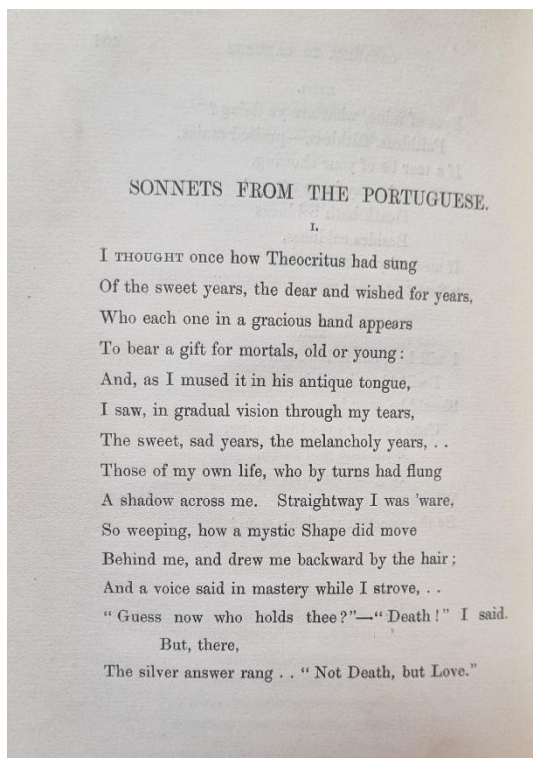 SONNETS FROM THE PORTUGUESE.
I.
I THOUGHT once how Theocritus had sung
Of the sweet years, the dear and wished for years,
Who each one in a gracious hand appears
To bear a gift for mortals, old or young:
And, as I mused it in his antique tongue,
I saw, in gradual vision through my tears,
The sweet, sad years, the melancholy years, . .
Those of my own life, who by turns had flung
A shadow across me. Straightway I was 'ware,
So weeping, how a mystic Shape did move
Behind me, and drew me backward by the hair;
And a voice said in mastery while I strove, . .
“Guess now who holds thee?”—“Death!” I said.
But, there,
The silver answer rang . . “Not Death, but Love.”